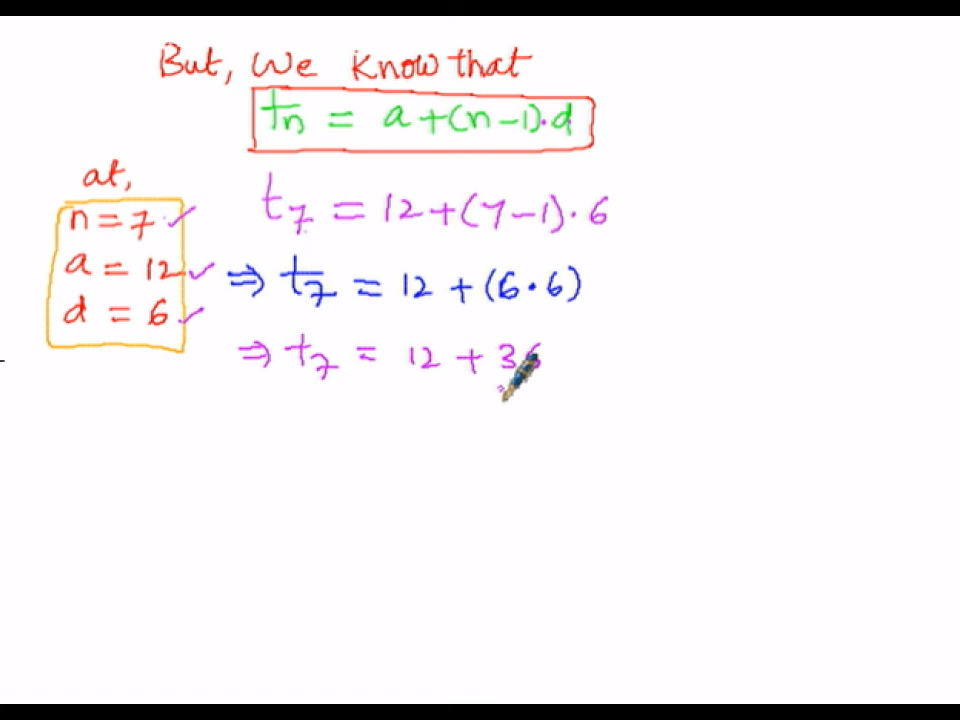 But, We know that
tn = a+(n-1).d
at,
n = 7
a = 12
d = 6
t7 = 12+(7-1).6
⇒ t7 = 12 + (6.6)
⇒ t7 = 12 + 36